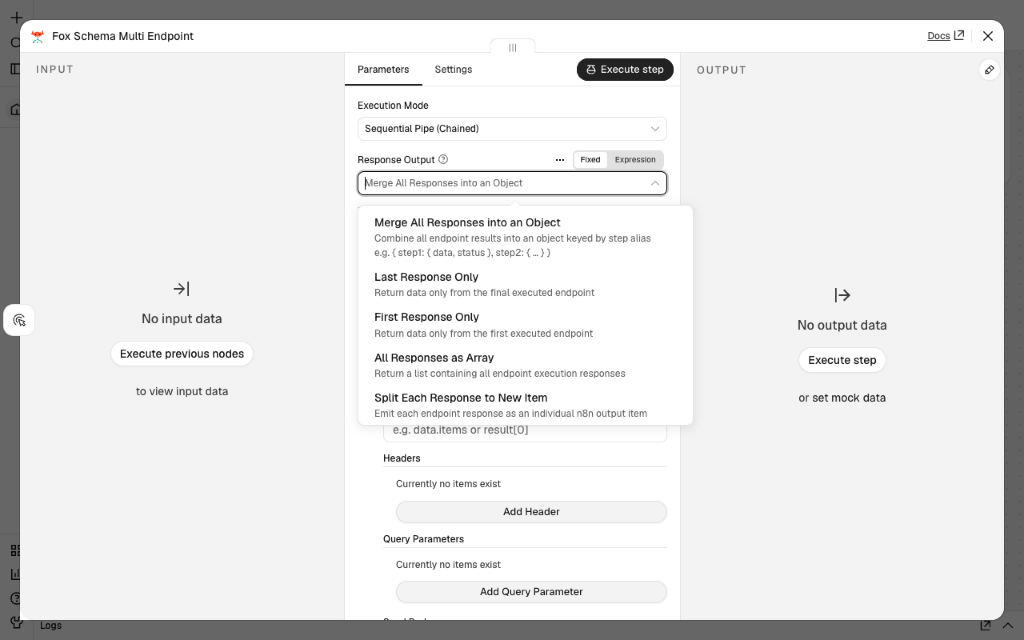 Fox Schema Multi Endpoint
Docs
INPUT
Parameters
Settings
Execute step
OUTPUT
Execution Mode
Sequential Pipe (Chained)
Response Output
Fixed
Expression
Merge All Responses into an Object
Merge All Responses into an Object
Combine all endpoint results into an object keyed by step alias
e.g. { step1: { data, status }, step2: { ... } }
Last Response Only
Return data only from the final executed endpoint
First Response Only
Return data only from the first executed endpoint
All Responses as Array
Return a list containing all endpoint execution responses
Split Each Response to New Item
Emit each endpoint response as an individual n8n output item
No input data
Execute previous nodes
to view input data
No output data
Execute step
or set mock data
e.g. data.items or result[0]
Headers
Currently no items exist
Add Header
Query Parameters
Currently no items exist
Add Query Parameter
Logs